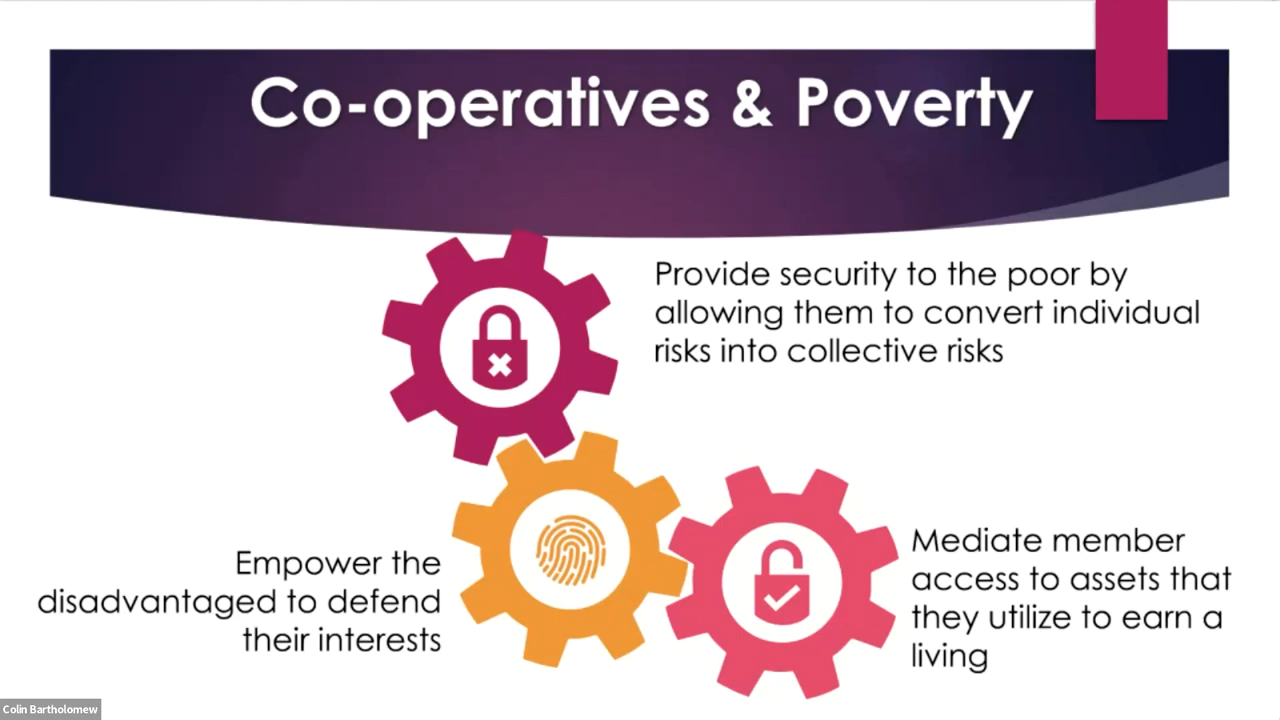 Co-operatives & Poverty
Provide security to the poor by
allowing them to convert individual
risks into collective risks
Empower the
disadvantaged to defend
their interests
Mediate member
access to assets that
they utilize to earn a
living
Colin Bartholomew